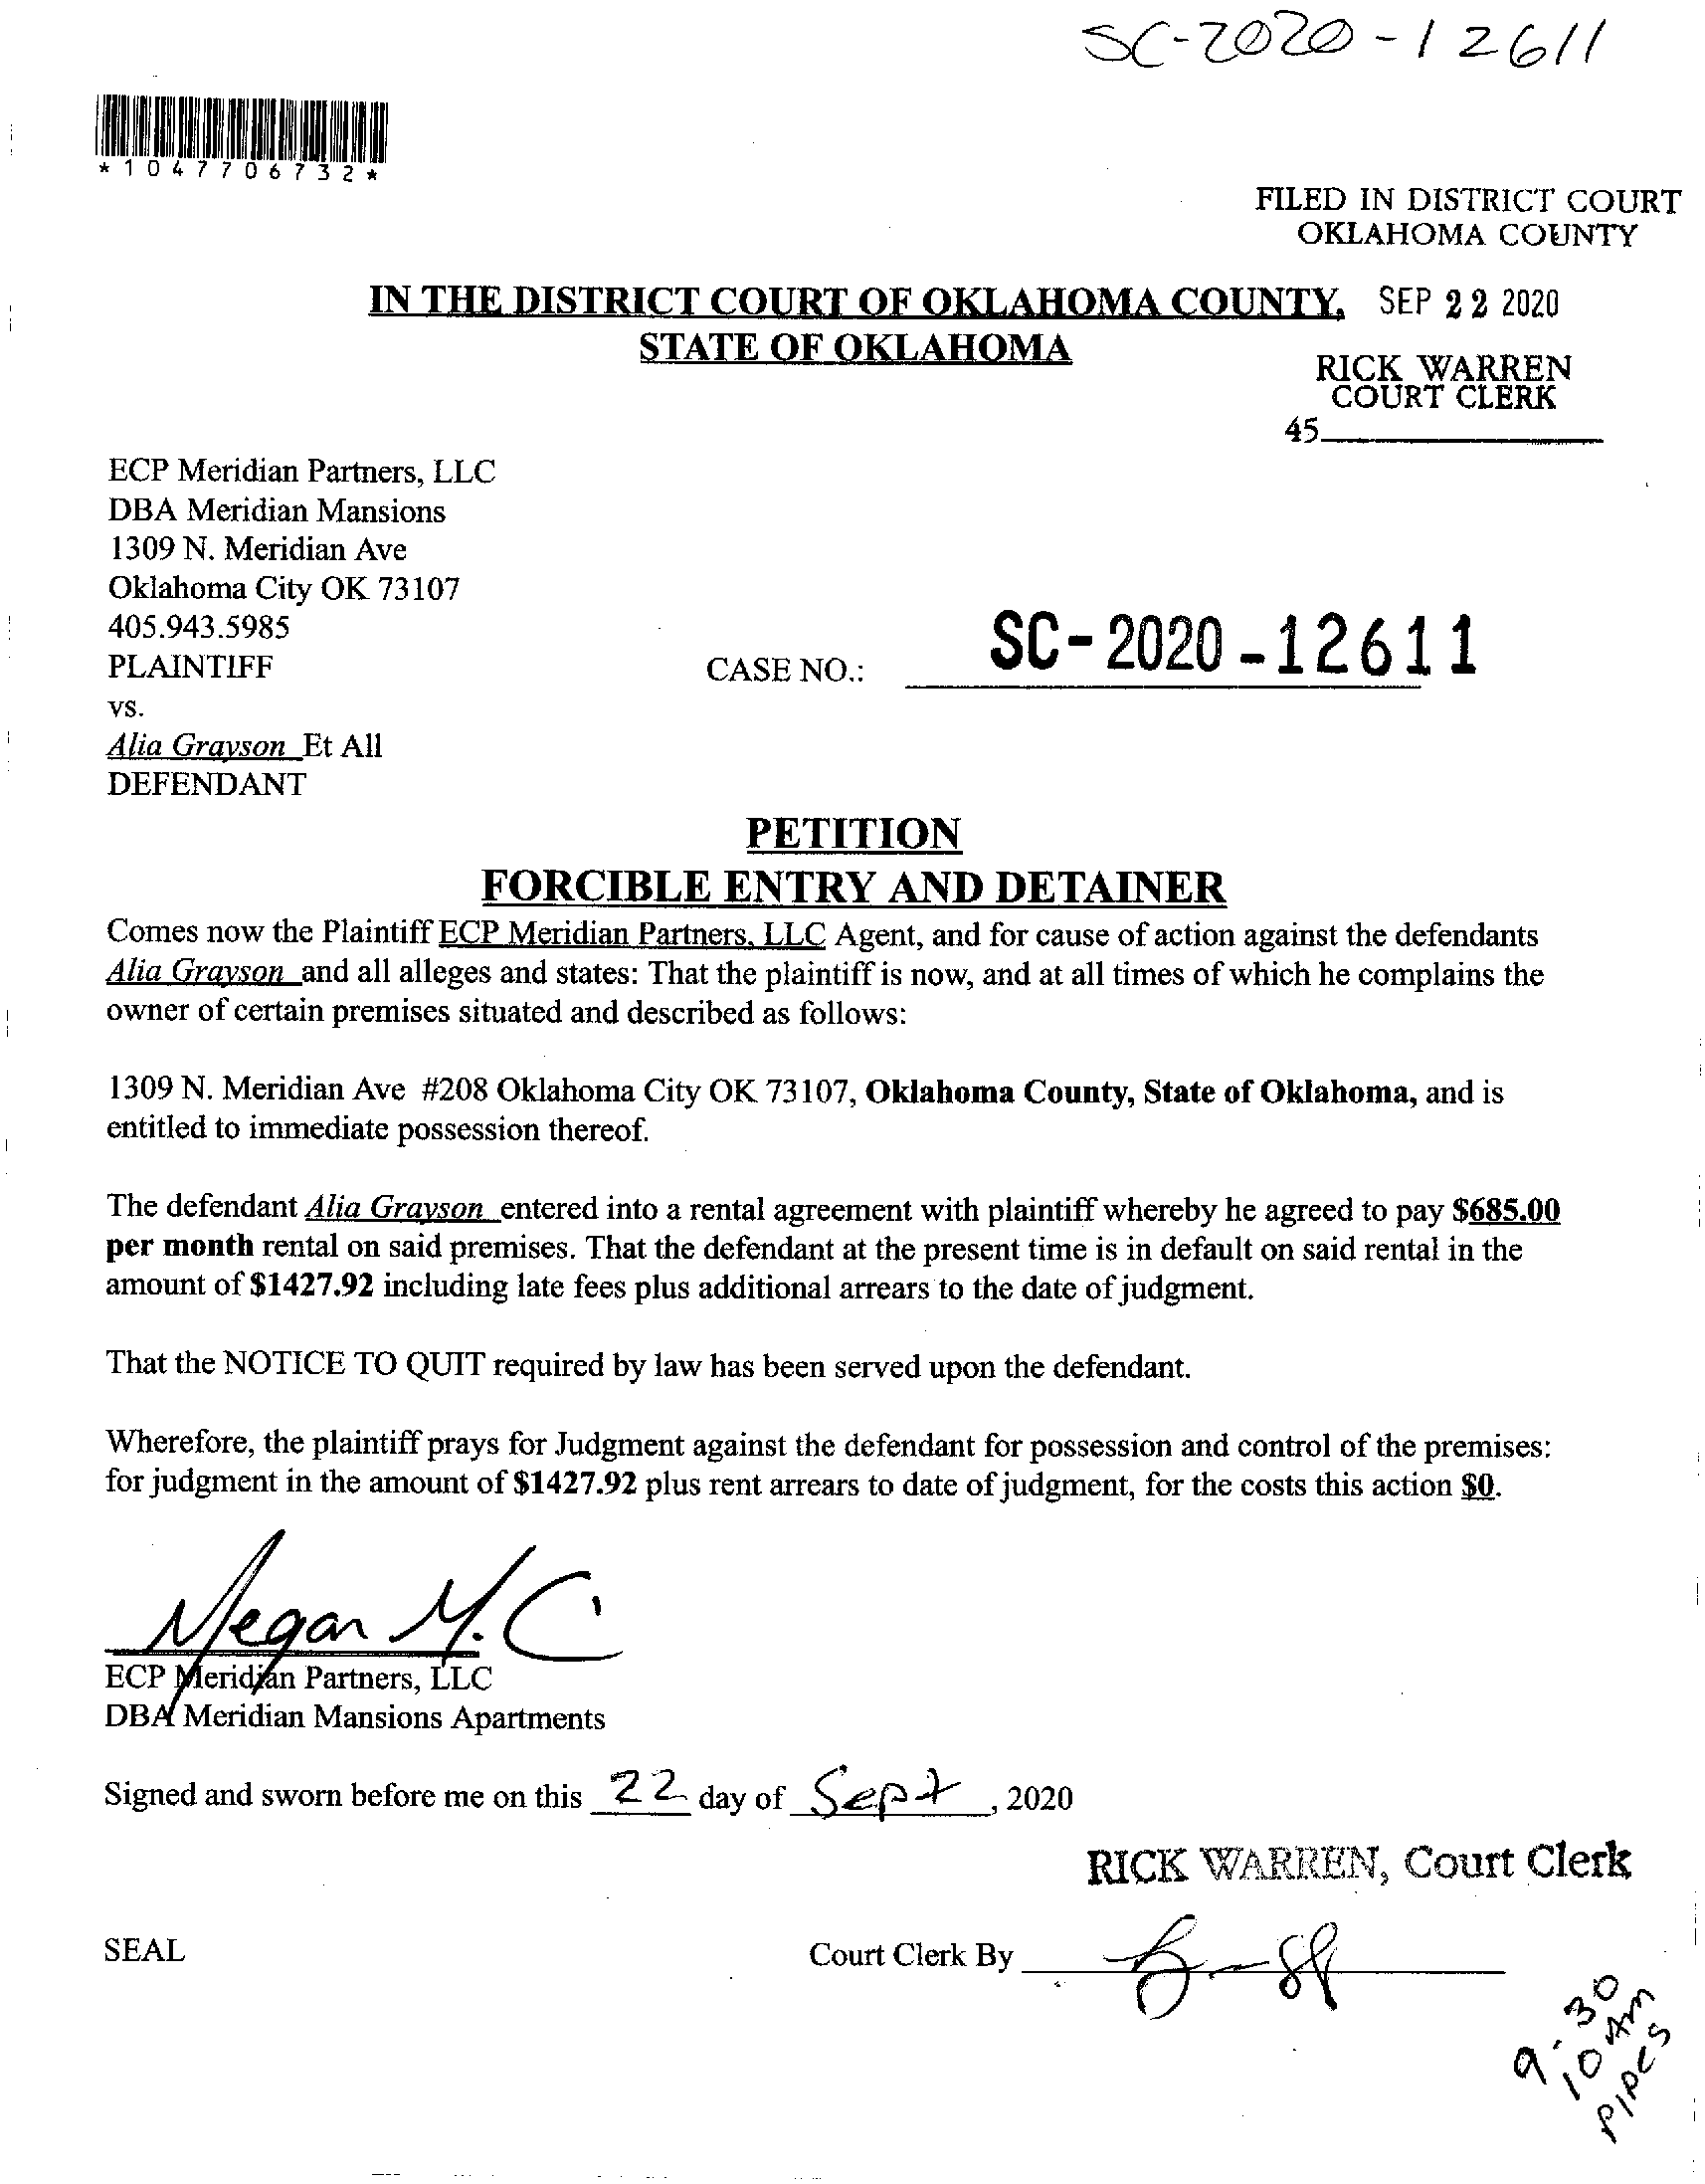 SC-2020-12611
*1047706732*
FILED IN DISTRICT COURT
OKLAHOMA COUNTY
IN THE DISTRICT COURT OF OKLAHOMA COUNTY, SEP 22 2020
STATE OF OKLAHOMA
RICK WARREN
COURT CLERK
45
ECP Meridian Partners, LLC
DBA Meridian Mansions
1309 N. Meridian Ave
Oklahoma City OK 73107
405.943.5985
PLAINTIFF
CASE NO.: SC-2020-12611
vs.
Alia Grayson Et All
DEFENDANT
PETITION
FORCIBLE ENTRY AND DETAINER
Comes now the Plaintiff ECP Meridian Partners, LLC Agent, and for cause of action against the defendants
Alia Grayson and all alleges and states: That the plaintiff is now, and at all times of which he complains the
owner of certain premises situated and described as follows:
1309 N. Meridian Ave #208 Oklahoma City OK 73107, Oklahoma County, State of Oklahoma, and is
entitled to immediate possession thereof.
The defendant Alia Grayson entered into a rental agreement with plaintiff whereby he agreed to pay $685.00
per month rental on said premises. That the defendant at the present time is in default on said rental in the
amount of $1427.92 including late fees plus additional arrears to the date of judgment.
That the NOTICE TO QUIT required by law has been served upon the defendant.
Wherefore, the plaintiff prays for Judgment against the defendant for possession and control of the premises:
for judgment in the amount of $1427.92 plus rent arrears to date of judgment, for the costs this action $0.
Megan M. C
ECP Meridian Partners, LLC
DBA Meridian Mansions Apartments
Signed and sworn before me on this 22 day of Sept, 2020
RICK WARREN, Court Clerk
SEAL
Court Clerk By
9-30
10 AM
PIPES